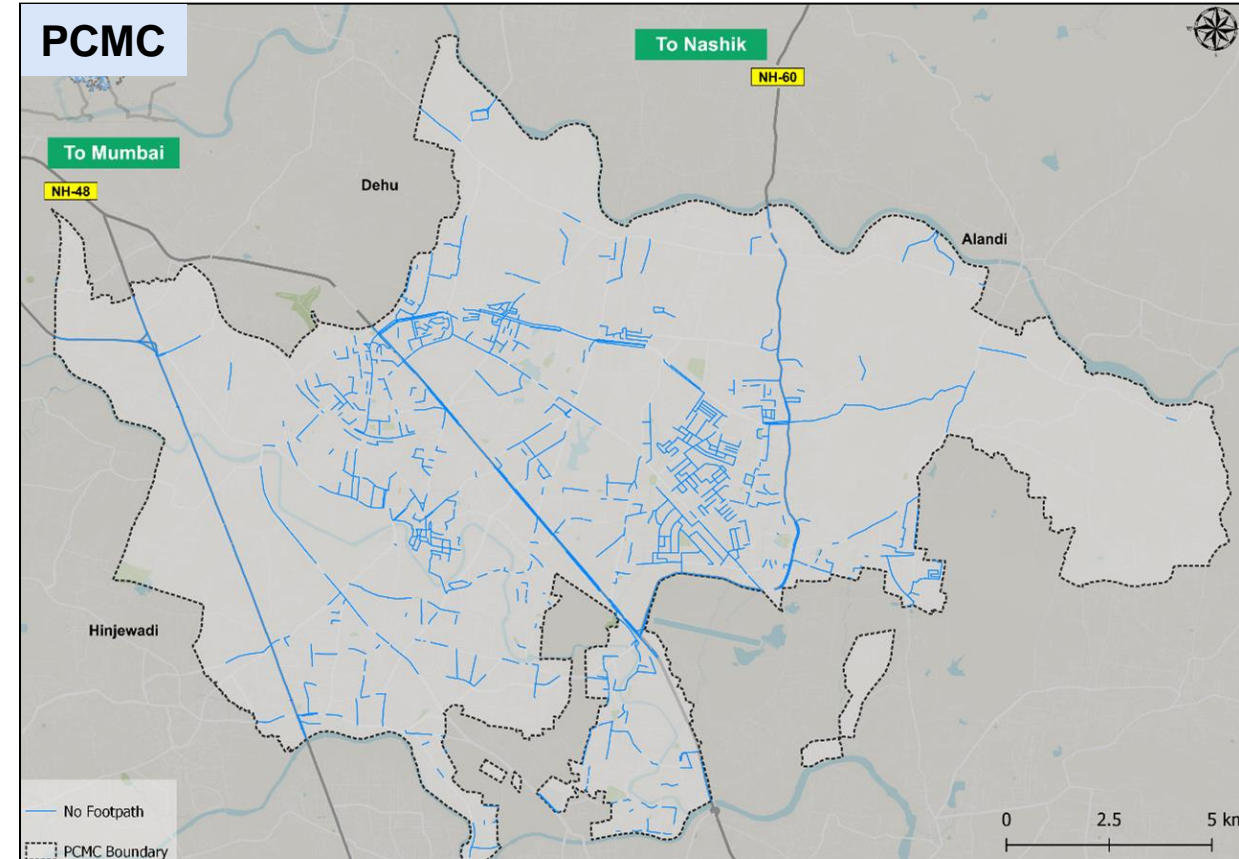 PCMC
To Nashik
NH-60
To Mumbai
NH-48
Dehu
Alandi
Hinjewadi
No Footpath
PCMC Boundary
0 2.5 5 km